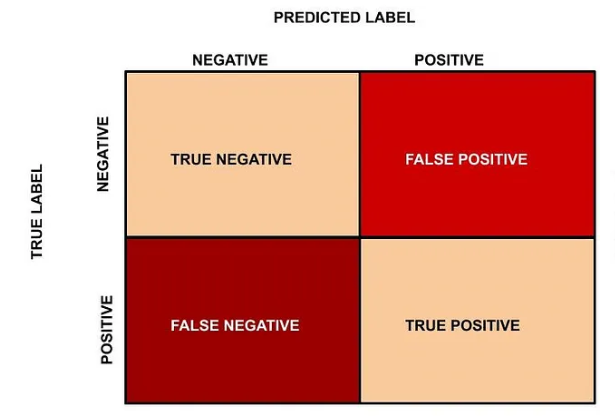 PREDICTED LABEL
NEGATIVE POSITIVE
TRUE LABEL
NEGATIVE
TRUE NEGATIVE FALSE POSITIVE
POSITIVE
FALSE NEGATIVE TRUE POSITIVE